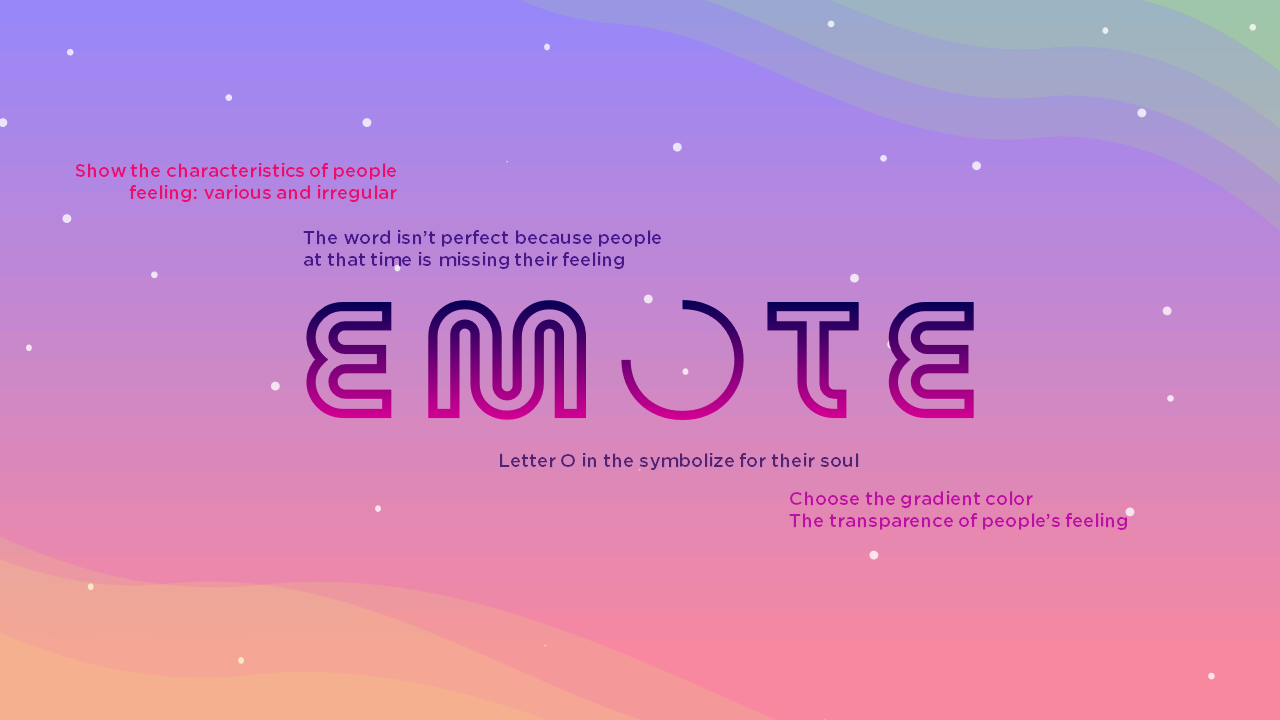 Show the characteristics of people
feeling: various and irregular
The word isn’t perfect because people
at that time is missing their feeling
EMOTE
Letter O in the symbolize for their soul
Choose the gradient color
The transparence of people’s feeling